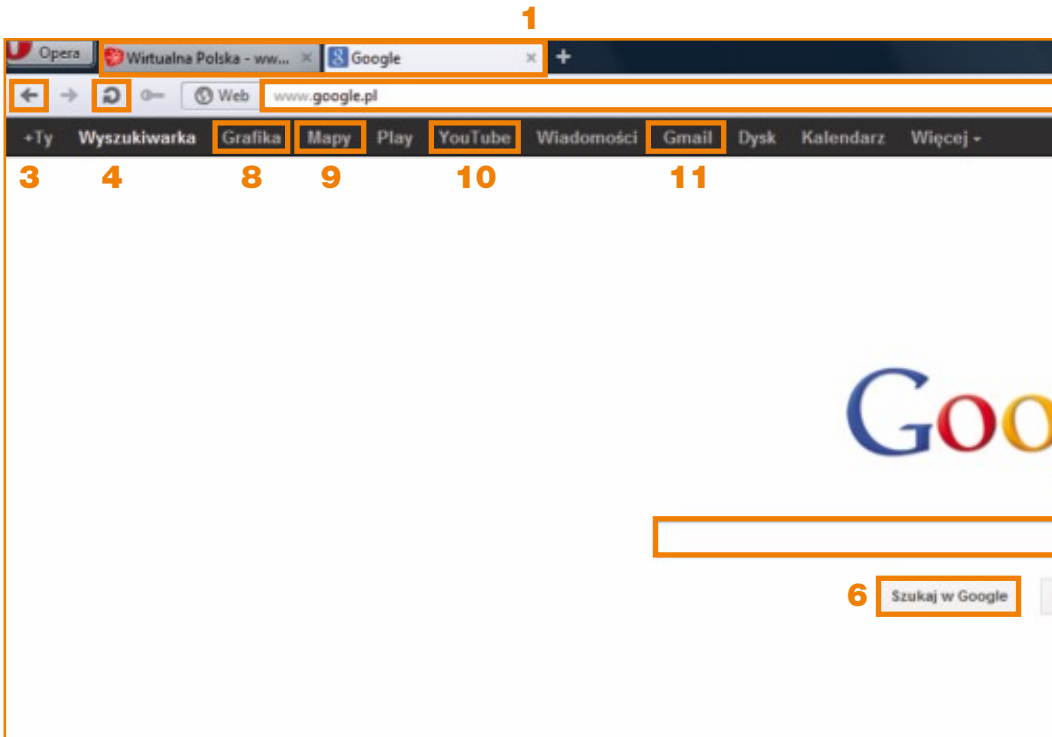 1
Opera Wirtualna Polska - ww... × Google × +
Web www.google.pl
+Ty Wyszukiwarka Grafika Mapy Play YouTube Wiadomości Gmail Dysk Kalendarz Więcej
3 4 8 9 10 11
Goo
6 Szukaj w Google